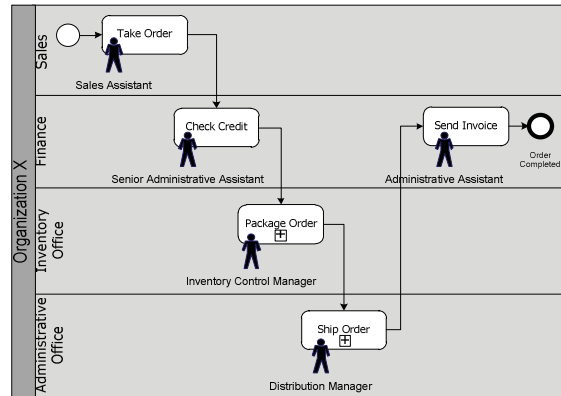 Organization X
Sales
Take Order
Sales Assistant
Finance
Check Credit
Senior Administrative Assistant
Send Invoice
Administrative Assistant
Order
Completed
Inventory
Office
Package Order
Inventory Control Manager
Administrative
Office
Ship Order
Distribution Manager